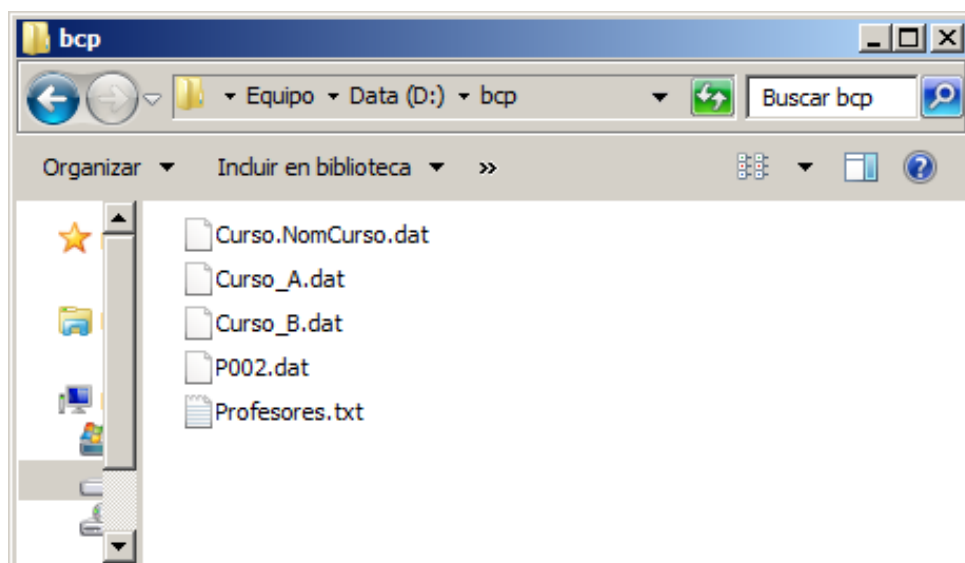 bcp
Equipo Data (D:) bcp Buscar bcp
Organizar Incluir en biblioteca »
Curso.NomCurso.dat
Curso_A.dat
Curso_B.dat
P002.dat
Profesores.txt